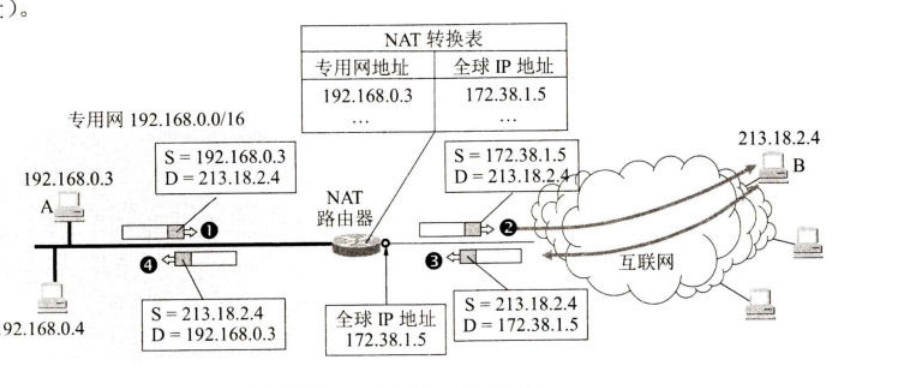 ）。
NAT 转换表
专用网地址
全球 IP 地址
192.168.0.3
172.38.1.5
…
…
专用网 192.168.0.0/16
S = 192.168.0.3
D = 213.18.2.4
S = 172.38.1.5
D = 213.18.2.4
213.18.2.4
B
192.168.0.3
A
NAT
路由器
❶
❷
❹
❸
互联网
92.168.0.4
S = 213.18.2.4
D = 192.168.0.3
全球 IP 地址
172.38.1.5
S = 213.18.2.4
D = 172.38.1.5